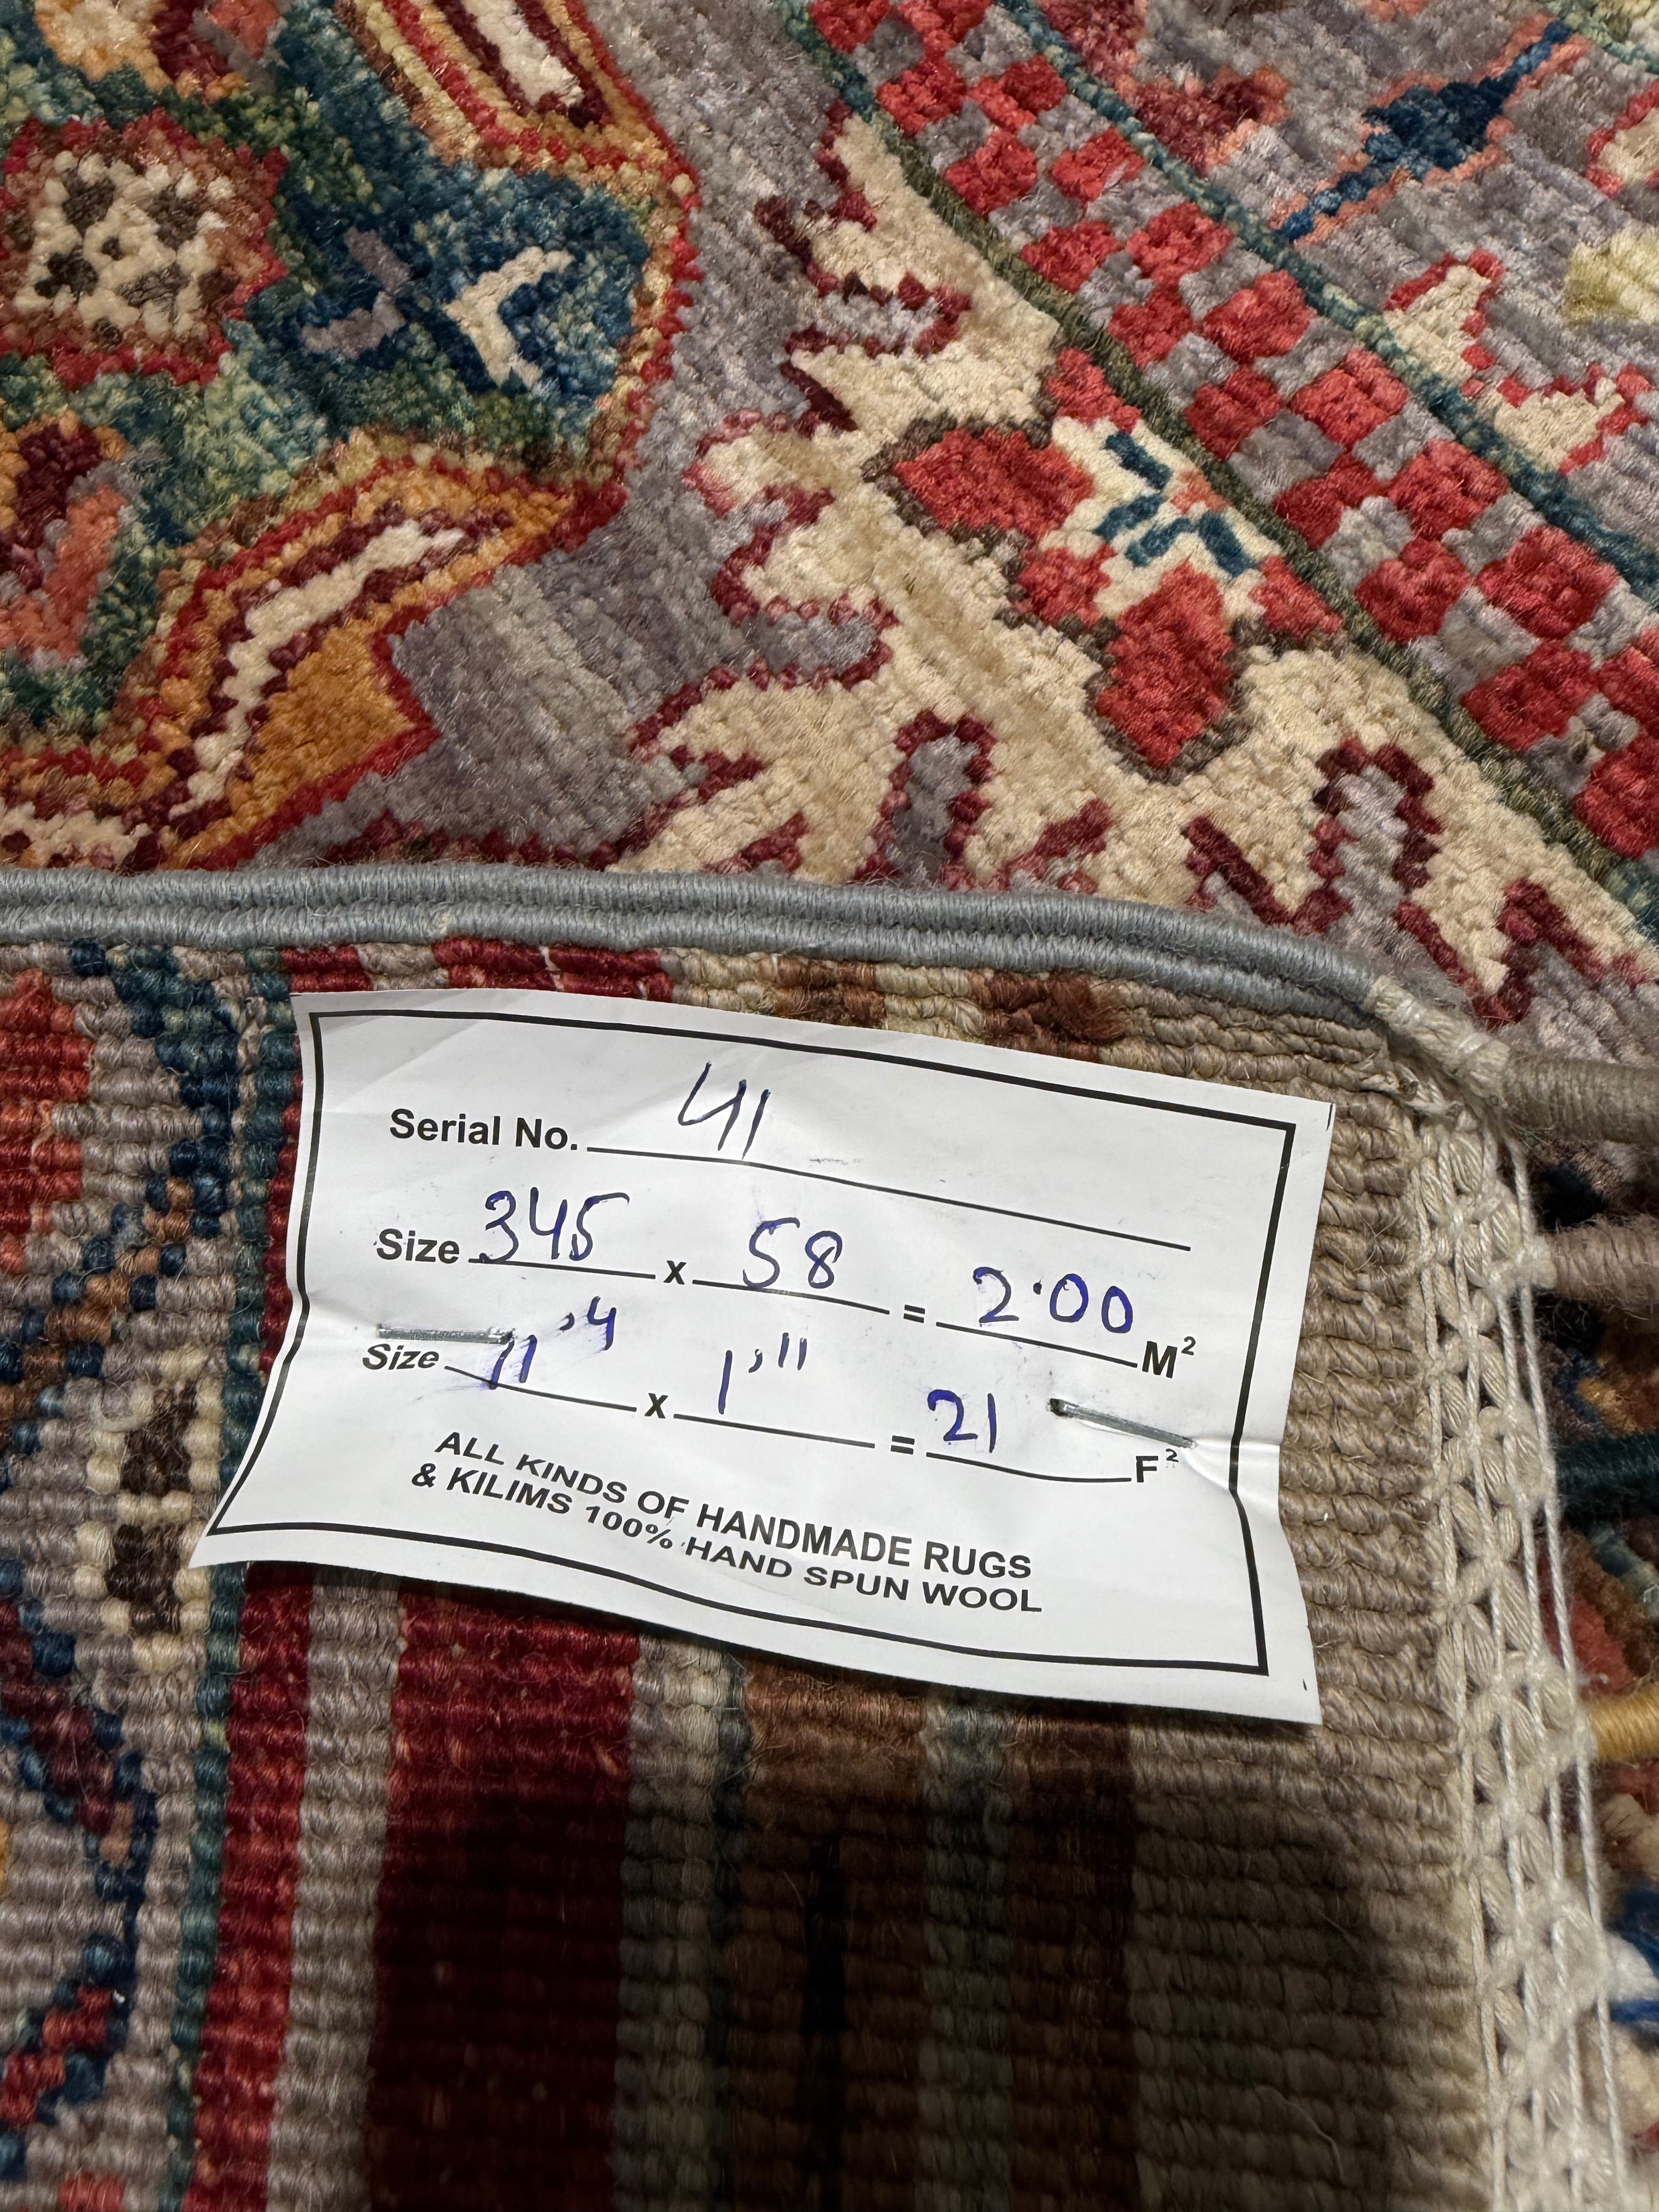 Serial No. 41
Size 345 x 58 = 2.00 M²
Size 11,4 x 1,11 = 21 F²
ALL KINDS OF HANDMADE RUGS
& KILIMS 100% HAND SPUN WOOL